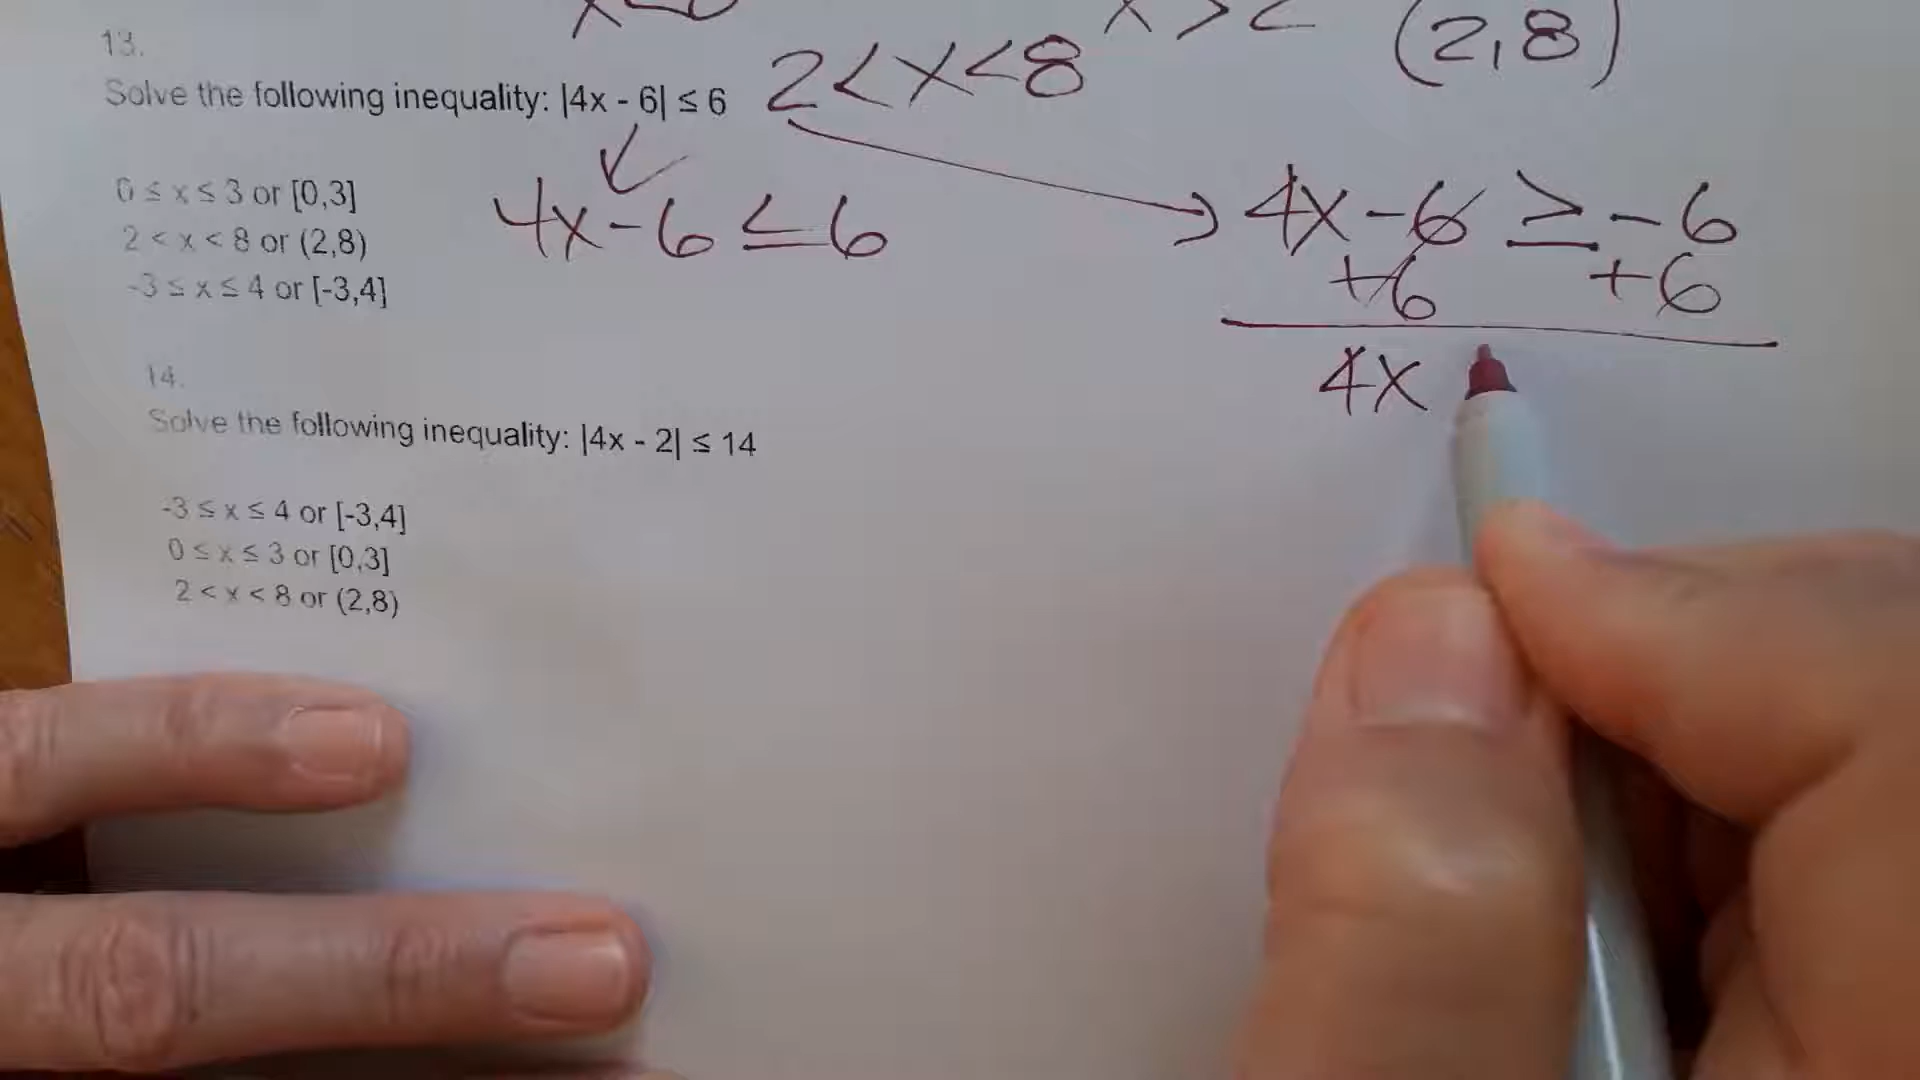 x > 2
(2,8)
13.
Solve the following inequality: |4x - 6| ≤ 6
2<x<8
0 ≤ x ≤ 3 or [0,3]
2 < x < 8 or (2,8)
-3 ≤ x ≤ 4 or [-3,4]
4x-6≤6
4x-6≥-6
+6 +6
4x
14.
Solve the following inequality: |4x - 2| ≤ 14
-3 ≤ x ≤ 4 or [-3,4]
0 ≤ x ≤ 3 or [0,3]
2 < x < 8 or (2,8)